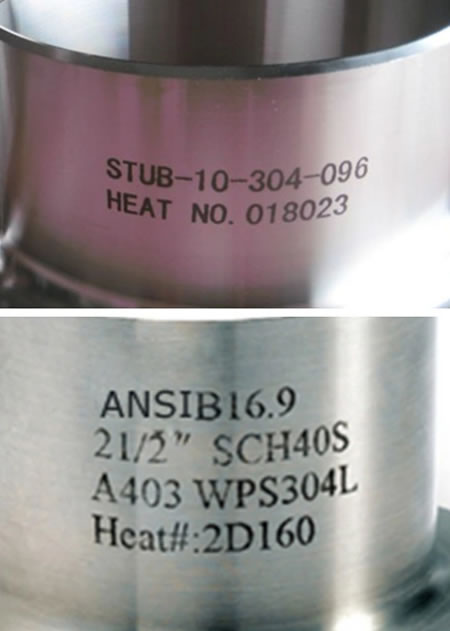 STUB-10-304-096
HEAT NO. 018023
ANSIB16.9
21/2" SCH40S
A403 WPS304L
Heat#:2D160